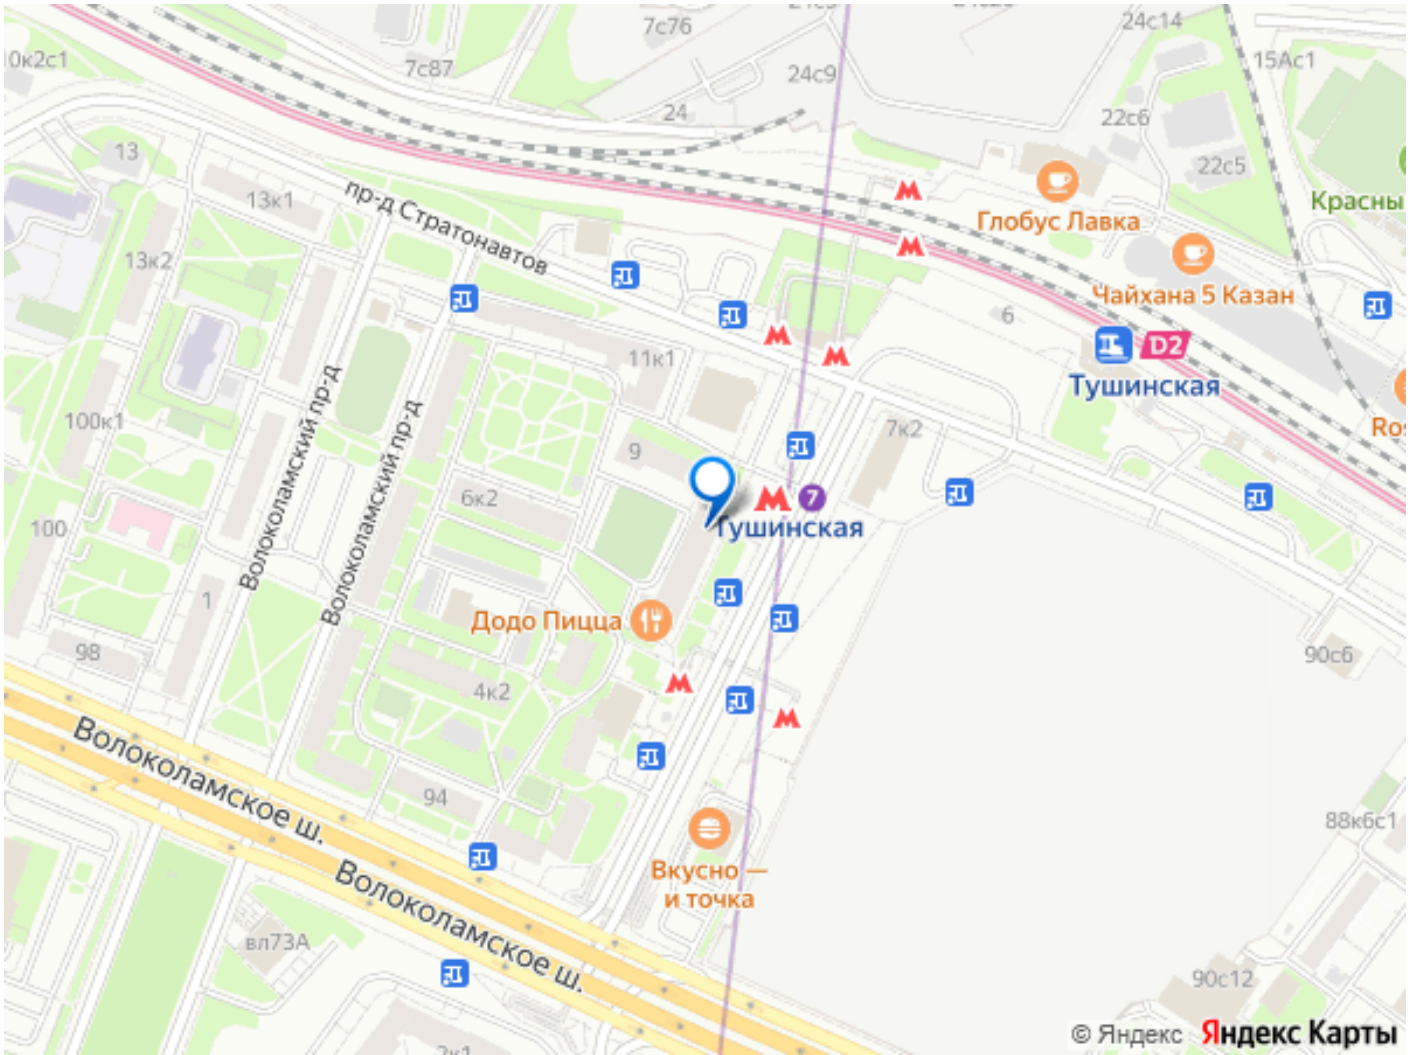 7с76
24с14
10к2с1
7с87
24с9
15Ас1
24
22с6
13
22с5
13к1
пр-д Стратонавтов
М
Глобус Лавка
Красны
13к2
М
Чайхана 5 Казан
6
М
11к1
М
D2
Тушинская
Волоколамский пр-д
Волоколамский пр-д
100к1
7к2
Ros
9
6к2
М 7
Тушинская
100
1
Додо Пицца
98
90с6
4к2
М
М
Волоколамское ш.
94
88к6с1
Вкусно —
и точка
Волоколамское ш.
вл73А
90с12
2к1
© Яндекс Яндекс Карты